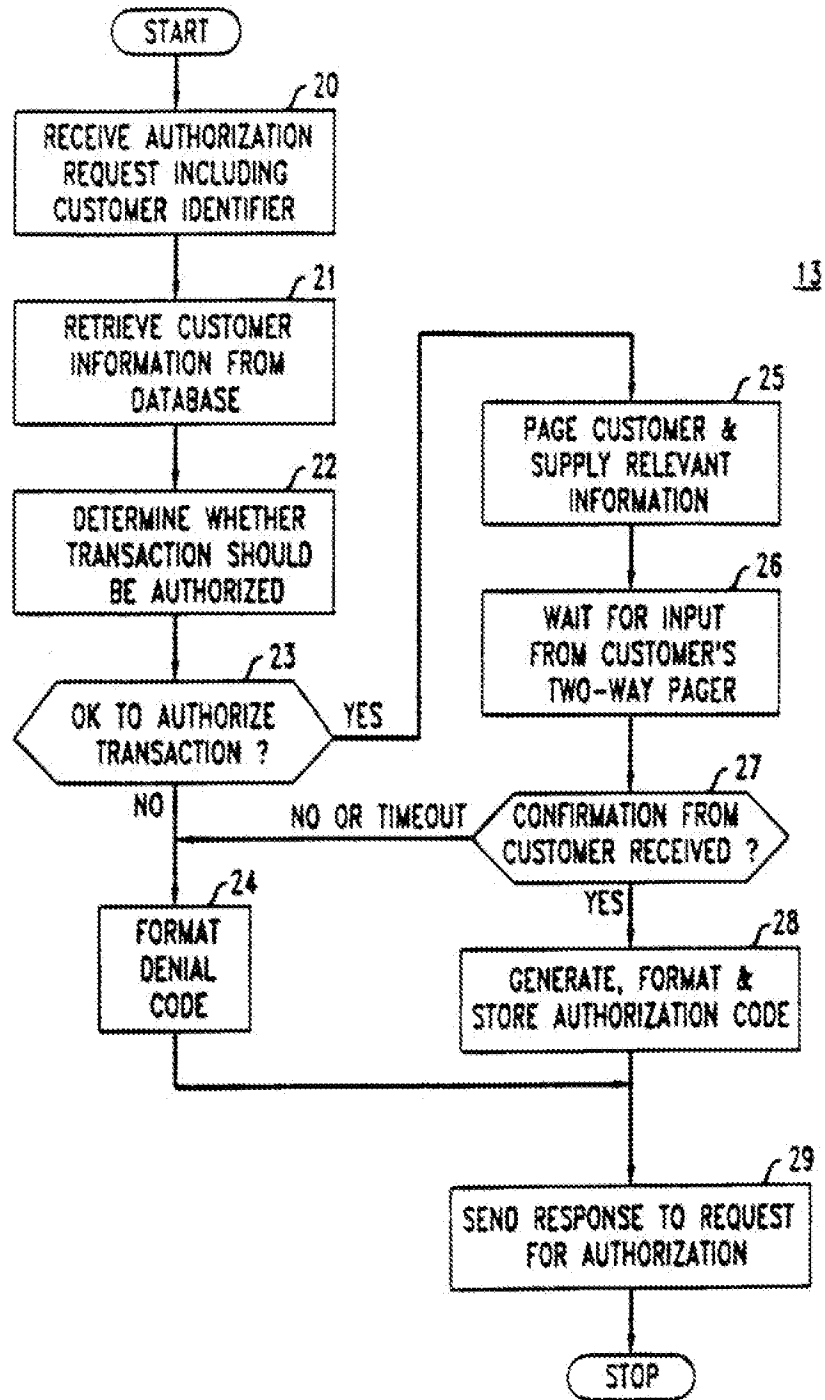 START
20
RECEIVE AUTHORIZATION
REQUEST INCLUDING
CUSTOMER IDENTIFIER
21
RETRIEVE CUSTOMER
INFORMATION FROM
DATABASE
22
DETERMINE WHETHER
TRANSACTION SHOULD
BE AUTHORIZED
23
OK TO AUTHORIZE
TRANSACTION ?
YES
NO
24
FORMAT
DENIAL
CODE
13
25
PAGE CUSTOMER &
SUPPLY RELEVANT
INFORMATION
26
WAIT FOR INPUT
FROM CUSTOMER'S
TWO-WAY PAGER
27
CONFIRMATION FROM
CUSTOMER RECEIVED ?
NO OR TIMEOUT
YES
28
GENERATE, FORMAT &
STORE AUTHORIZATION CODE
29
SEND RESPONSE TO REQUEST
FOR AUTHORIZATION
STOP